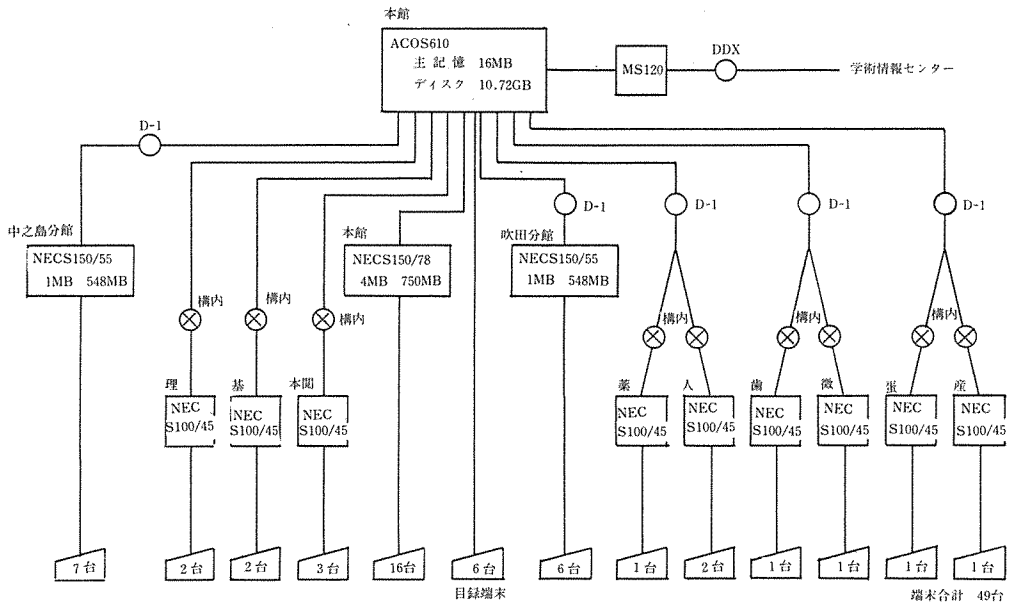 本館
ACOS610
主記憶 16MB
ディスク 10.72GB
MS120
DDX
学術情報センター
D-1
D-1
D-1
D-1
D-1
中之島分館
NECS150/55
1MB 548MB
本館
NECS150/78
4MB 750MB
吹田分館
NECS150/55
1MB 548MB
構内
構内
構内
構内
構内
構内
理
NEC
S100/45
基
NEC
S100/45
本関
NEC
S100/45
薬
NEC
S100/45
人
NEC
S100/45
歯
NEC
S100/45
微
NEC
S100/45
蛋
NEC
S100/45
産
NEC
S100/45
7台
2台
2台
3台
16台
6台
6台
1台
2台
1台
1台
1台
1台
目録端末
端末合計 49台